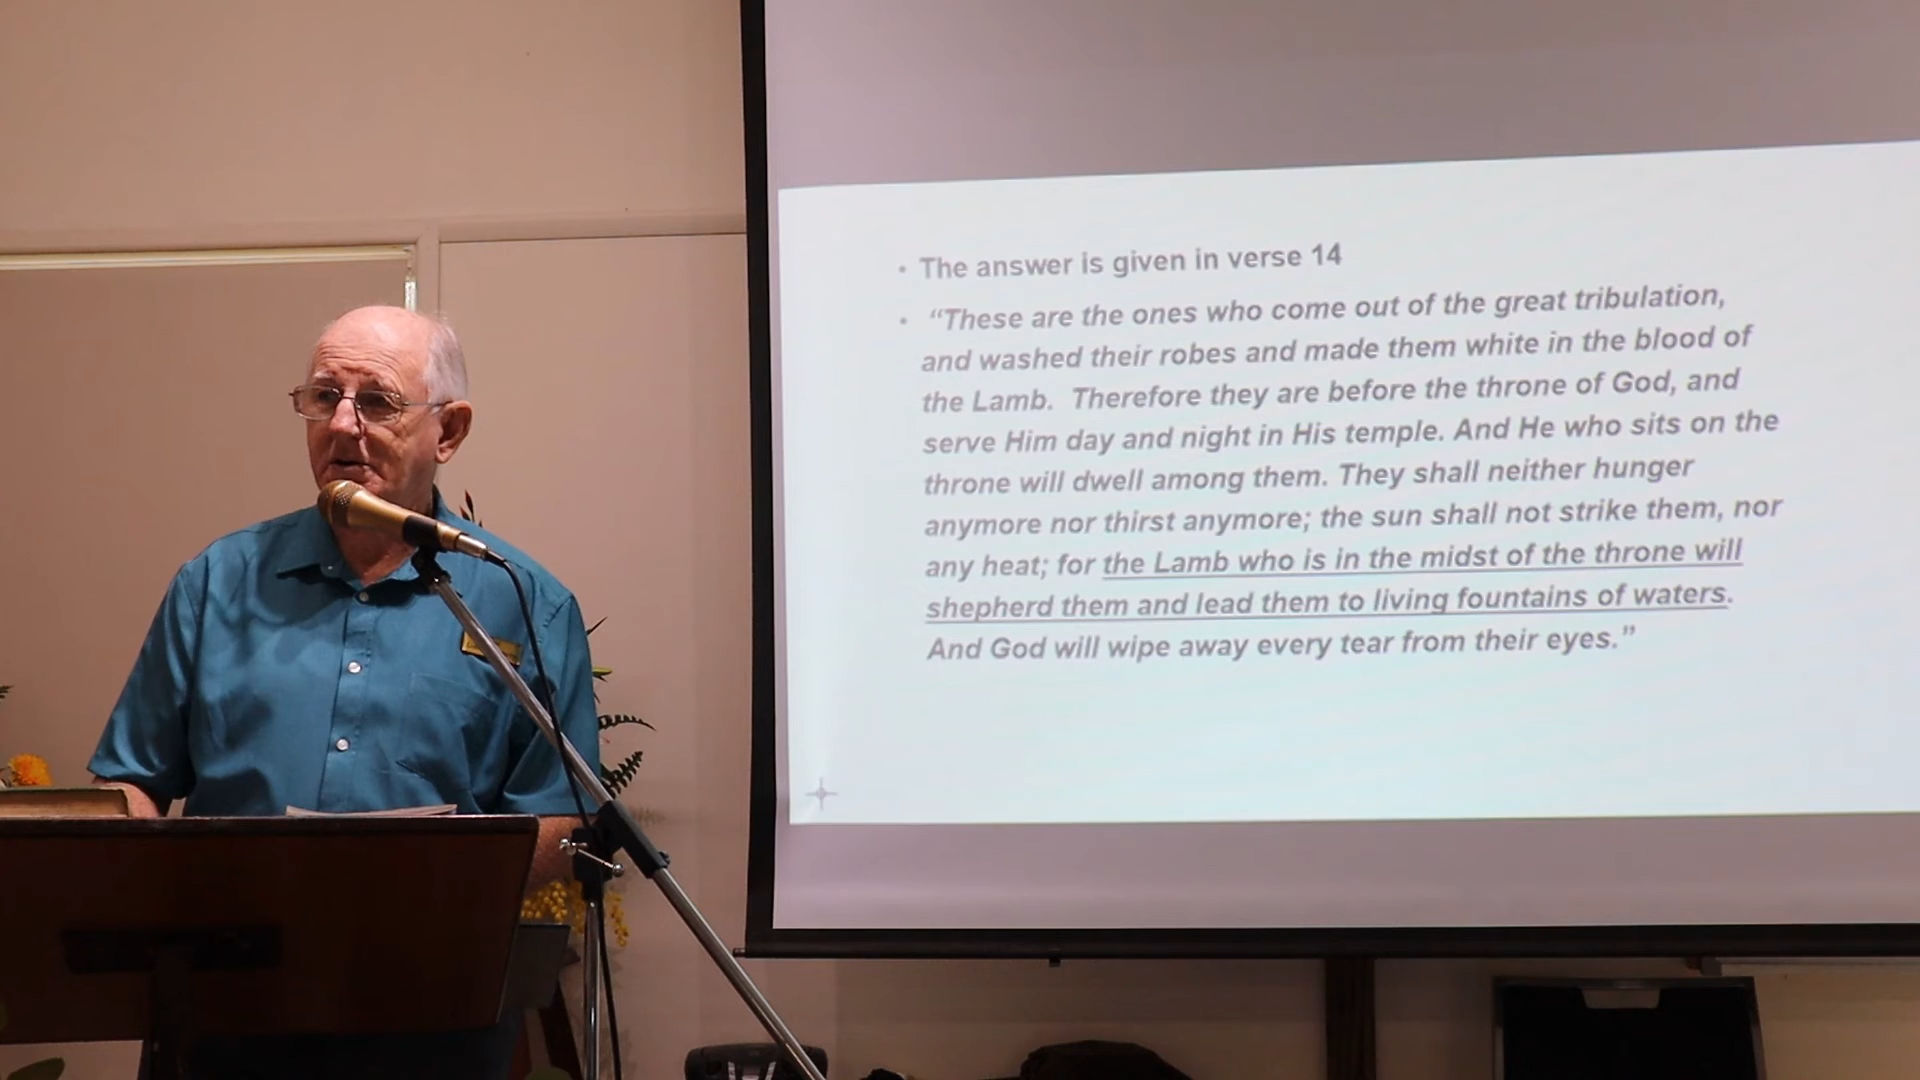 • The answer is given in verse 14
• “These are the ones who come out of the great tribulation,
and washed their robes and made them white in the blood of
the Lamb. Therefore they are before the throne of God, and
serve Him day and night in His temple. And He who sits on the
throne will dwell among them. They shall neither hunger
anymore nor thirst anymore; the sun shall not strike them, nor
any heat; for the Lamb who is in the midst of the throne will
shepherd them and lead them to living fountains of waters.
And God will wipe away every tear from their eyes.”